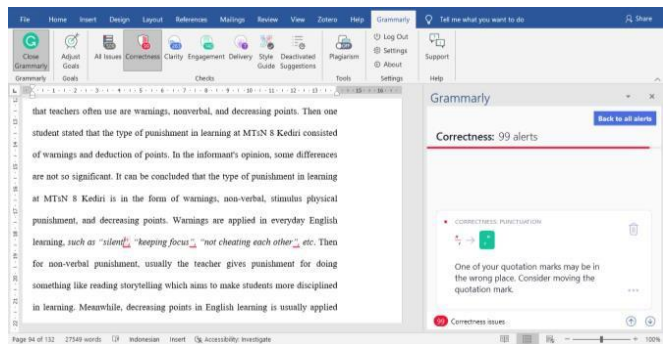 File Home Insert Design Layout References Mailings Review View Zotero Help Grammarly Tell me what you want to do Share
Close Grammarly
Adjust Goals
All Issues Correctness Clarity Engagement Delivery Style Guide Deactivated Suggestions
Plagiarism
Log Out
Settings
About
Support
Grammarly Goals Checks Tools Settings Help
that teachers often use are warnings, nonverbal, and decreasing points. Then one
student stated that the type of punishment in learning at MTsN 8 Kediri consisted
of warnings and deduction of points. In the informant's opinion, some differences
are not so significant. It can be concluded that the type of punishment in learning
at MTsN 8 Kediri is in the form of warnings, non-verbal, stimulus physical
punishment, and decreasing points. Warnings are applied in everyday English
learning, such as "silent", "keeping focus", "not cheating each other", etc. Then
for non-verbal punishment, usually the teacher gives punishment for doing
something like reading storytelling which aims to make students more disciplined
in learning. Meanwhile, decreasing points in English learning is usually applied
Grammarly
Back to all alerts
Correctness: 99 alerts
CORRECTNESS: PUNCTUATION
One of your quotation marks may be in
the wrong place. Consider moving the
quotation mark.
99 Correctness issues
Page 94 of 132 27549 words Indonesian Insert Accessibility: Investigate 100%